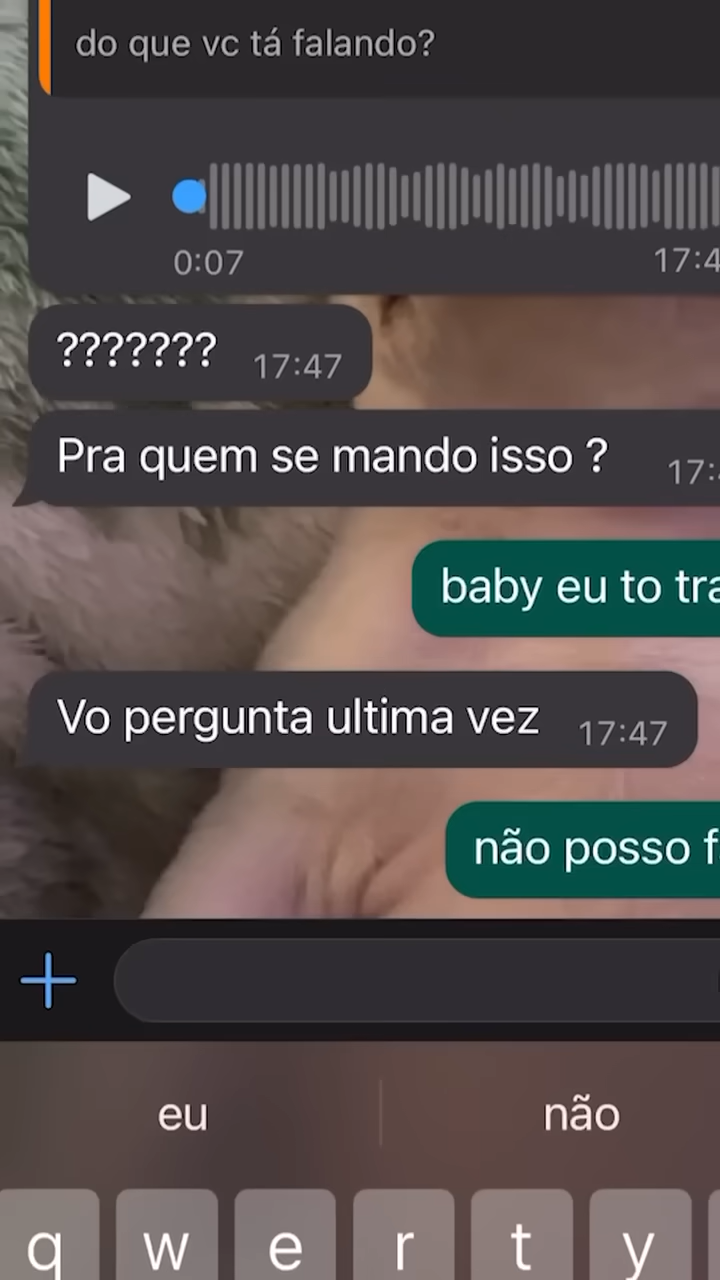 do que vc tá falando?
0:07 17:4
??????? 17:47
Pra quem se mando isso ? 17:
baby eu to
Vo pergunta ultima vez 17:47
não posso
eu não
q w e r t y